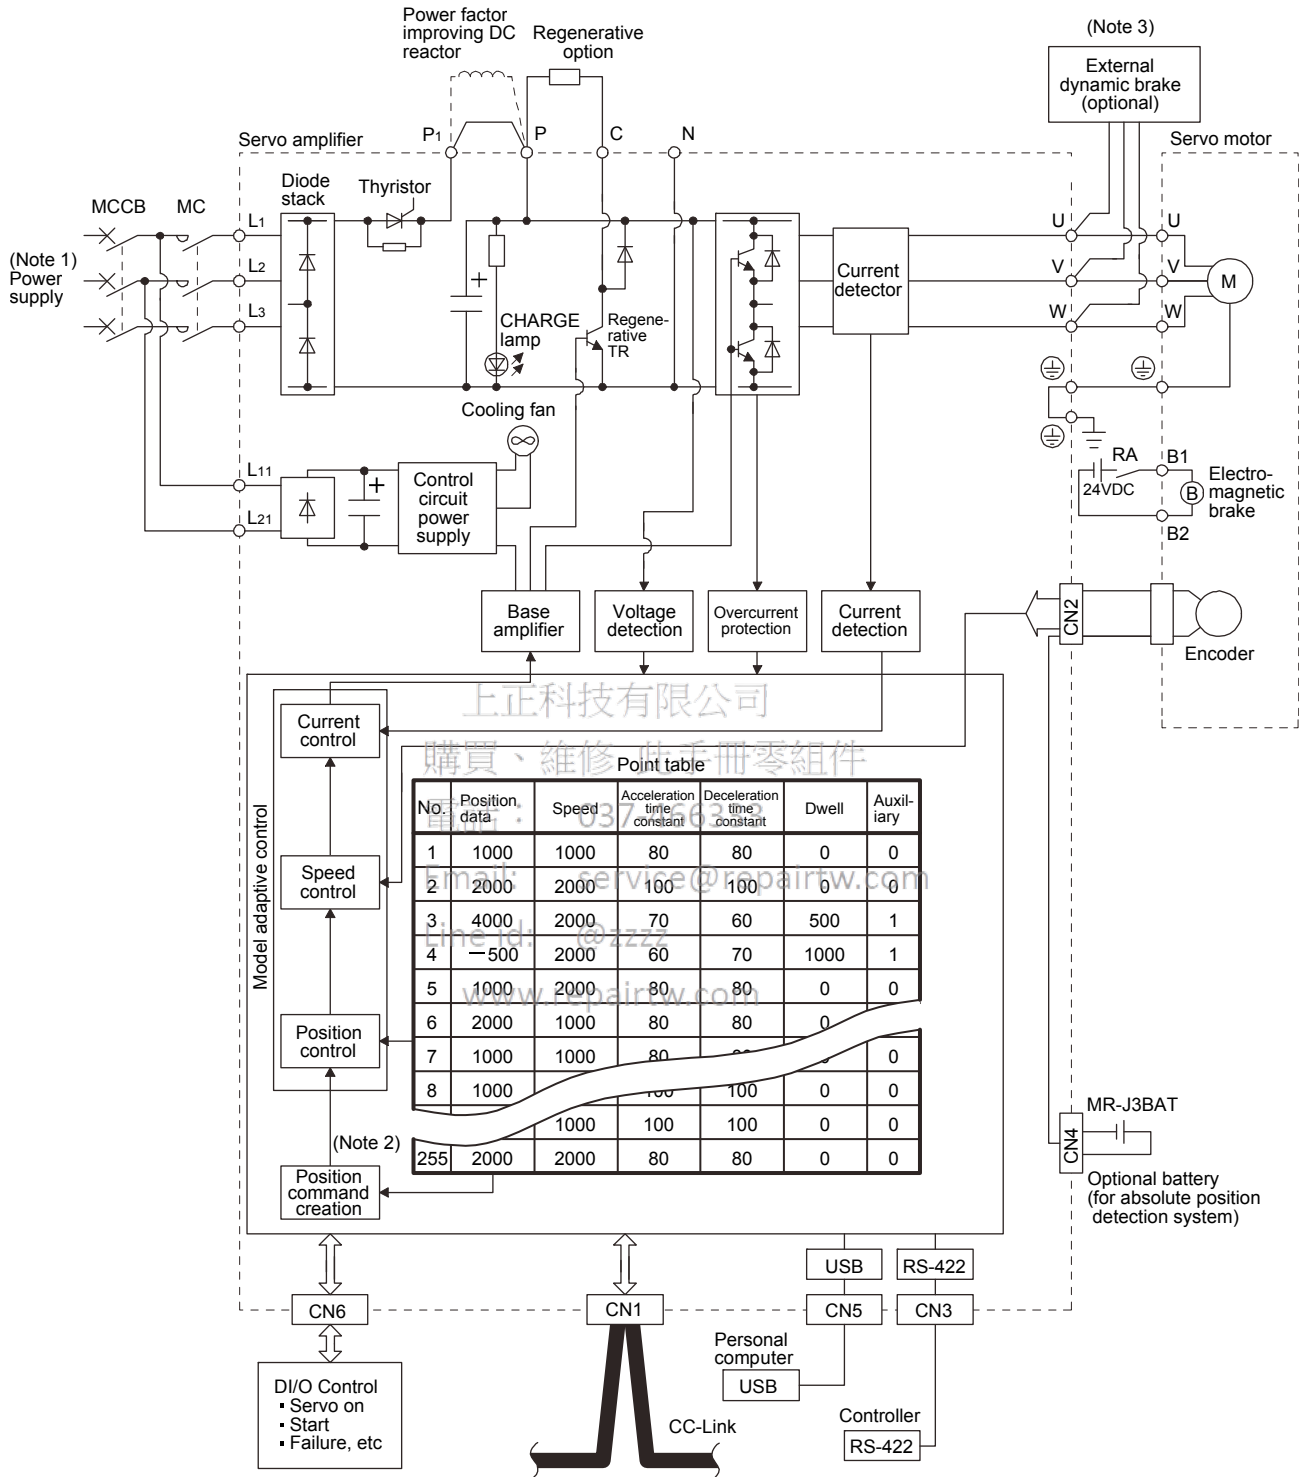 Power factor
improving DC
reactor
Regenerative
option
(Note 3)
External
dynamic brake
(optional)
Servo amplifier
P1
P
C
N
Servo motor
MCCB
MC
Diode
stack
Thyristor
L1
L2
L3
(Note 1)
Power
supply
+
CHARGE
lamp
Regene-
rative
TR
Current
detector
U
V
W
U
V
W
M
Cooling fan
L11
L21
+
Control
circuit
power
supply
RA
24VDC
B1
B
B2
Electro-
magnetic
brake
Base
amplifier
Voltage
detection
Overcurrent
protection
Current
detection
CN2
Encoder
Model adaptive control
Current
control
Speed
control
Position
control
(Note 2)
Position
command
creation
上正科技有限公司
購買、維修 此手冊零組件
電話： 037-466333
Email: service@repairtw.com
Line id: @zzzz
www.repairtw.com
Point table
No. Position data Speed Acceleration time constant Deceleration time constant Dwell Auxil-iary
1 1000 1000 80 80 0 0
2 2000 2000 100 100 0 0
3 4000 2000 70 60 500 1
4 -500 2000 60 70 1000 1
5 1000 2000 80 80 0 0
6 2000 1000 80 80 0
7 1000 1000 80 0
8 1000 100 0 0
1000 100 100 0 0
255 2000 2000 80 80 0 0
MR-J3BAT
CN4
Optional battery
(for absolute position
detection system)
USB
RS-422
CN6
CN1
CN5
CN3
DI/O Control
▪ Servo on
▪ Start
▪ Failure, etc
CC-Link
Personal
computer
USB
Controller
RS-422